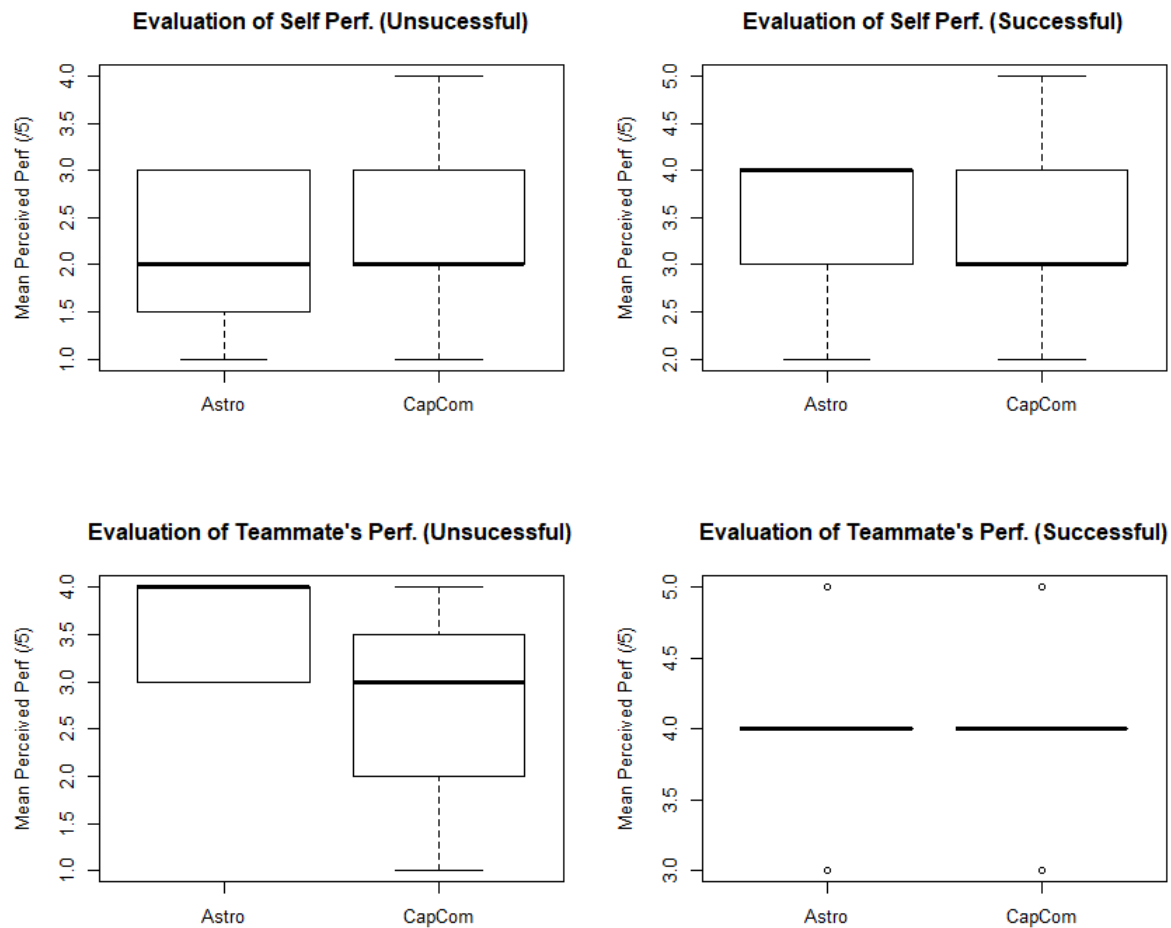 Evaluation of Self Perf. (Unsucessful)
Mean Perceived Perf (/5)
4.0
3.5
3.0
2.5
2.0
1.5
1.0
Astro CapCom
Evaluation of Self Perf. (Successful)
Mean Perceived Perf (/5)
5.0
4.5
4.0
3.5
3.0
2.5
2.0
Astro CapCom
Evaluation of Teammate's Perf. (Unsucessful)
Mean Perceived Perf (/5)
4.0
3.5
3.0
2.5
2.0
1.5
1.0
Astro CapCom
Evaluation of Teammate's Perf. (Successful)
Mean Perceived Perf (/5)
5.0
4.5
4.0
3.5
3.0
Astro CapCom